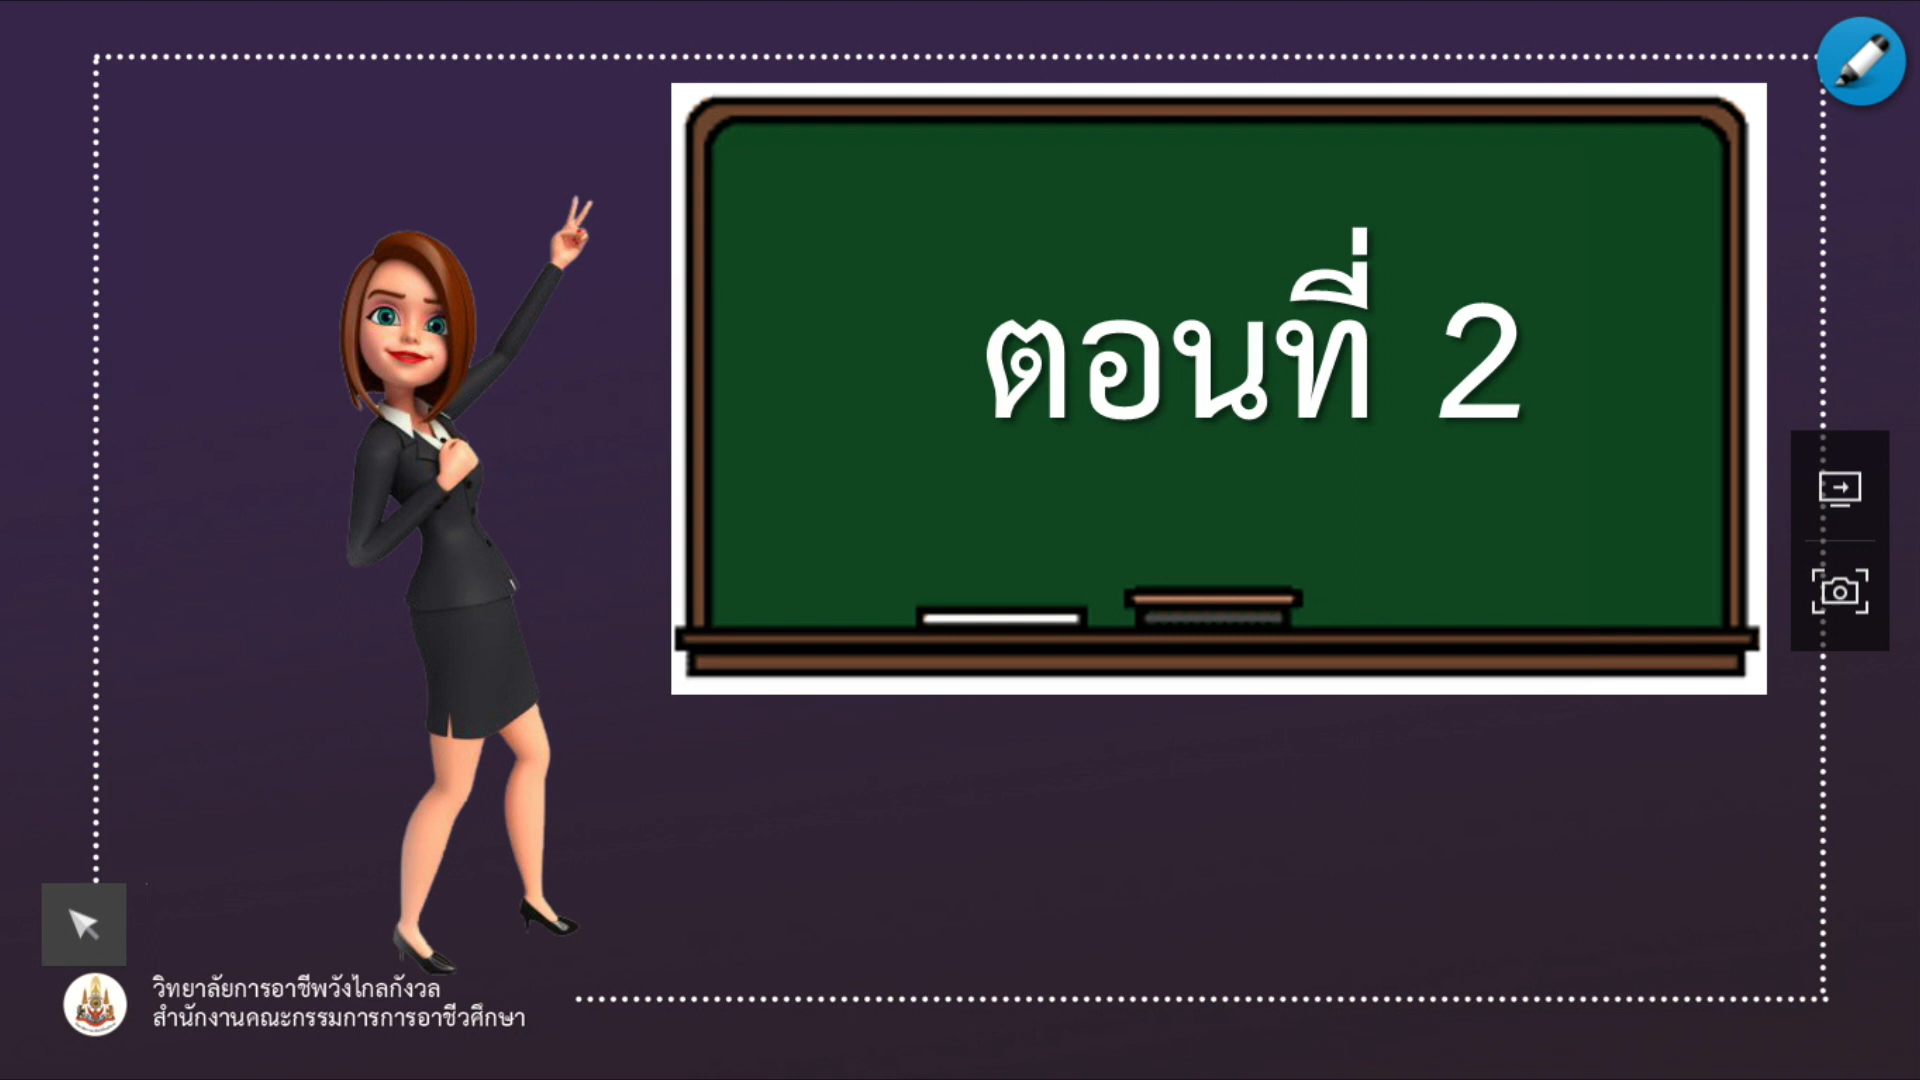 ตอนที่ 2
วิทยาลัยการอาชีพวังไกลกังวล
สำนักงานคณะกรรมการการอาชีวศึกษา